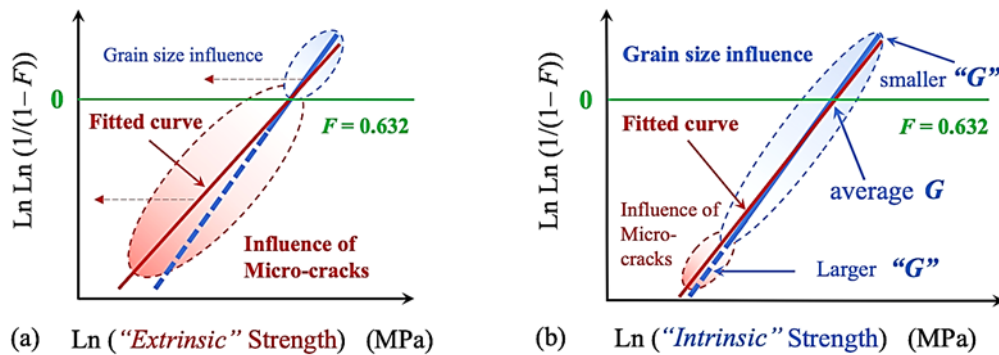 Ln Ln (1/(1– F))
0
Grain size influence
Fitted curve
F = 0.632
Influence of
Micro-cracks
(a) Ln (“Extrinsic” Strength) (MPa)
Ln Ln (1/(1– F))
0
Grain size influence
smaller “G”
Fitted curve
F = 0.632
average G
Influence of
Micro-
cracks
Larger “G”
(b) Ln (“Intrinsic” Strength) (MPa)